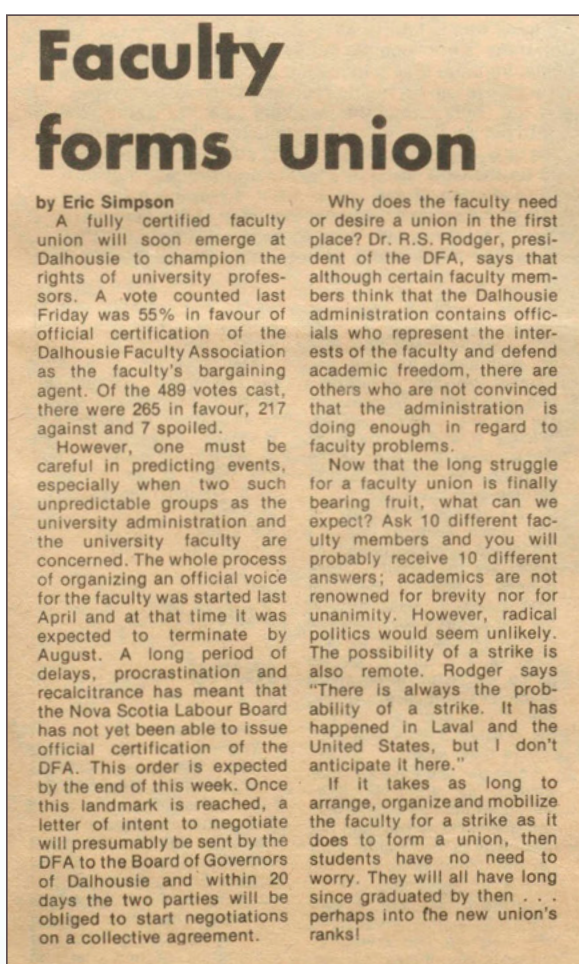 Faculty
forms union
by Eric Simpson
A fully certified faculty
union will soon emerge at
Dalhousie to champion the
rights of university profes-
sors. A vote counted last
Friday was 55% in favour of
official certification of the
Dalhousie Faculty Association
as the faculty's bargaining
agent. Of the 489 votes cast,
there were 265 in favour, 217
against and 7 spoiled.
However, one must be
careful in predicting events,
especially when two such
unpredictable groups as the
university administration and
the university faculty are
concerned. The whole process
of organizing an official voice
for the faculty was started last
April and at that time it was
expected to terminate by
August. A long period of
delays, procrastination and
recalcitrance has meant that
the Nova Scotia Labour Board
has not yet been able to issue
official certification of the
DFA. This order is expected
by the end of this week. Once
this landmark is reached, a
letter of intent to negotiate
will presumably be sent by the
DFA to the Board of Governors
of Dalhousie and within 20
days the two parties will be
obliged to start negotiations
on a collective agreement.
Why does the faculty need
or desire a union in the first
place? Dr. R.S. Rodger, presi-
dent of the DFA, says that
although certain faculty mem-
bers think that the Dalhousie
administration contains offic-
ials who represent the inter-
ests of the faculty and defend
academic freedom, there are
others who are not convinced
that the administration is
doing enough in regard to
faculty problems.
Now that the long struggle
for a faculty union is finally
bearing fruit, what can we
expect? Ask 10 different fac-
ulty members and you will
probably receive 10 different
answers; academics are not
renowned for brevity nor for
unanimity. However, radical
politics would seem unlikely.
The possibility of a strike is
also remote. Rodger says
"There is always the prob-
ability of a strike. It has
happened in Laval and the
United States, but I don't
anticipate it here."
If it takes as long to
arrange, organize and mobilize
the faculty for a strike as it
does to form a union, then
students have no need to
worry. They will all have long
since graduated by then . . .
perhaps into the new union's
ranks!